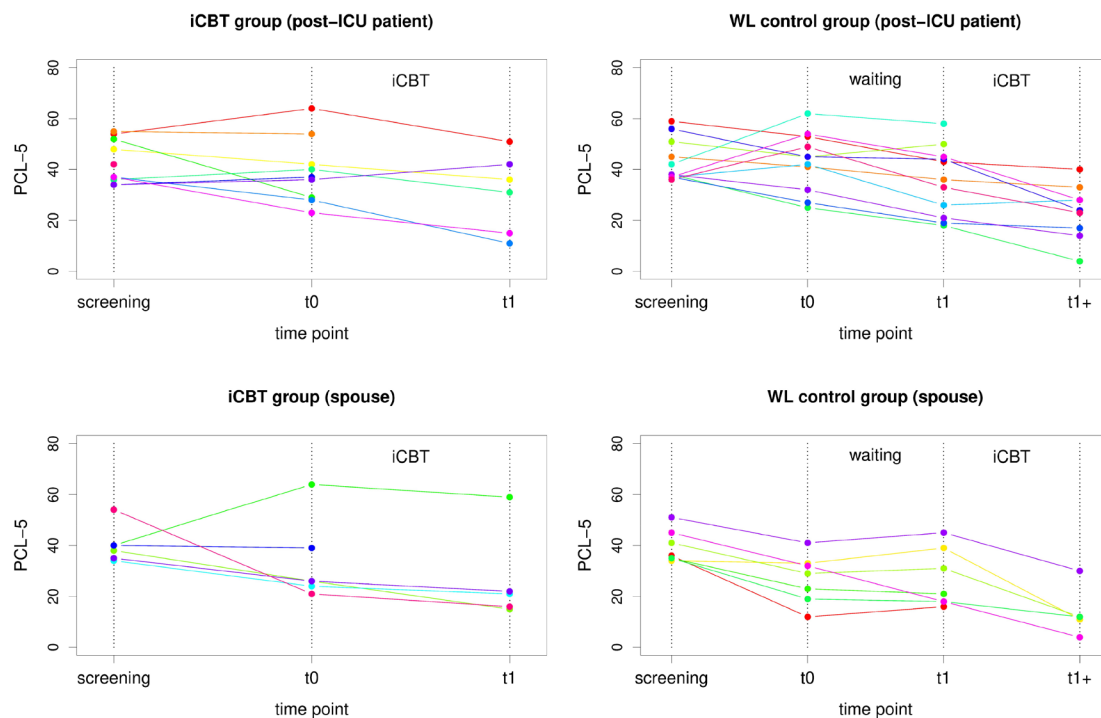 iCBT group (post−ICU patient)
iCBT
PCL−5
80
60
40
20
0
screening t0 t1
time point
WL control group (post−ICU patient)
waiting iCBT
PCL−5
80
60
40
20
0
screening t0 t1 t1+
time point
iCBT group (spouse)
iCBT
PCL−5
80
60
40
20
0
screening t0 t1
time point
WL control group (spouse)
waiting iCBT
PCL−5
80
60
40
20
0
screening t0 t1 t1+
time point